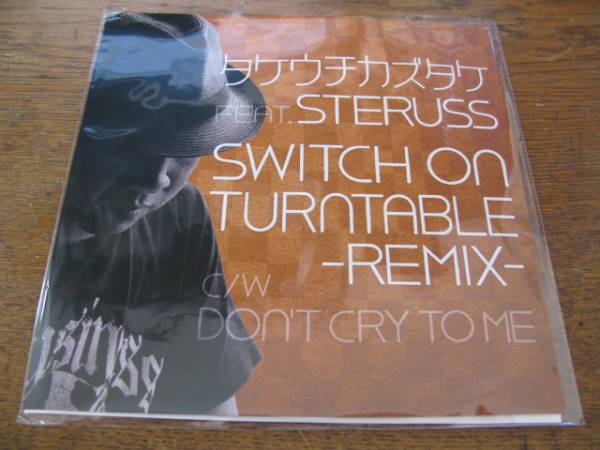 タケウチカズタケ
FEAT. STERUSS
SWITCH ON
TURNTABLE
-REMIX-
C/W
DON'T CRY TO ME